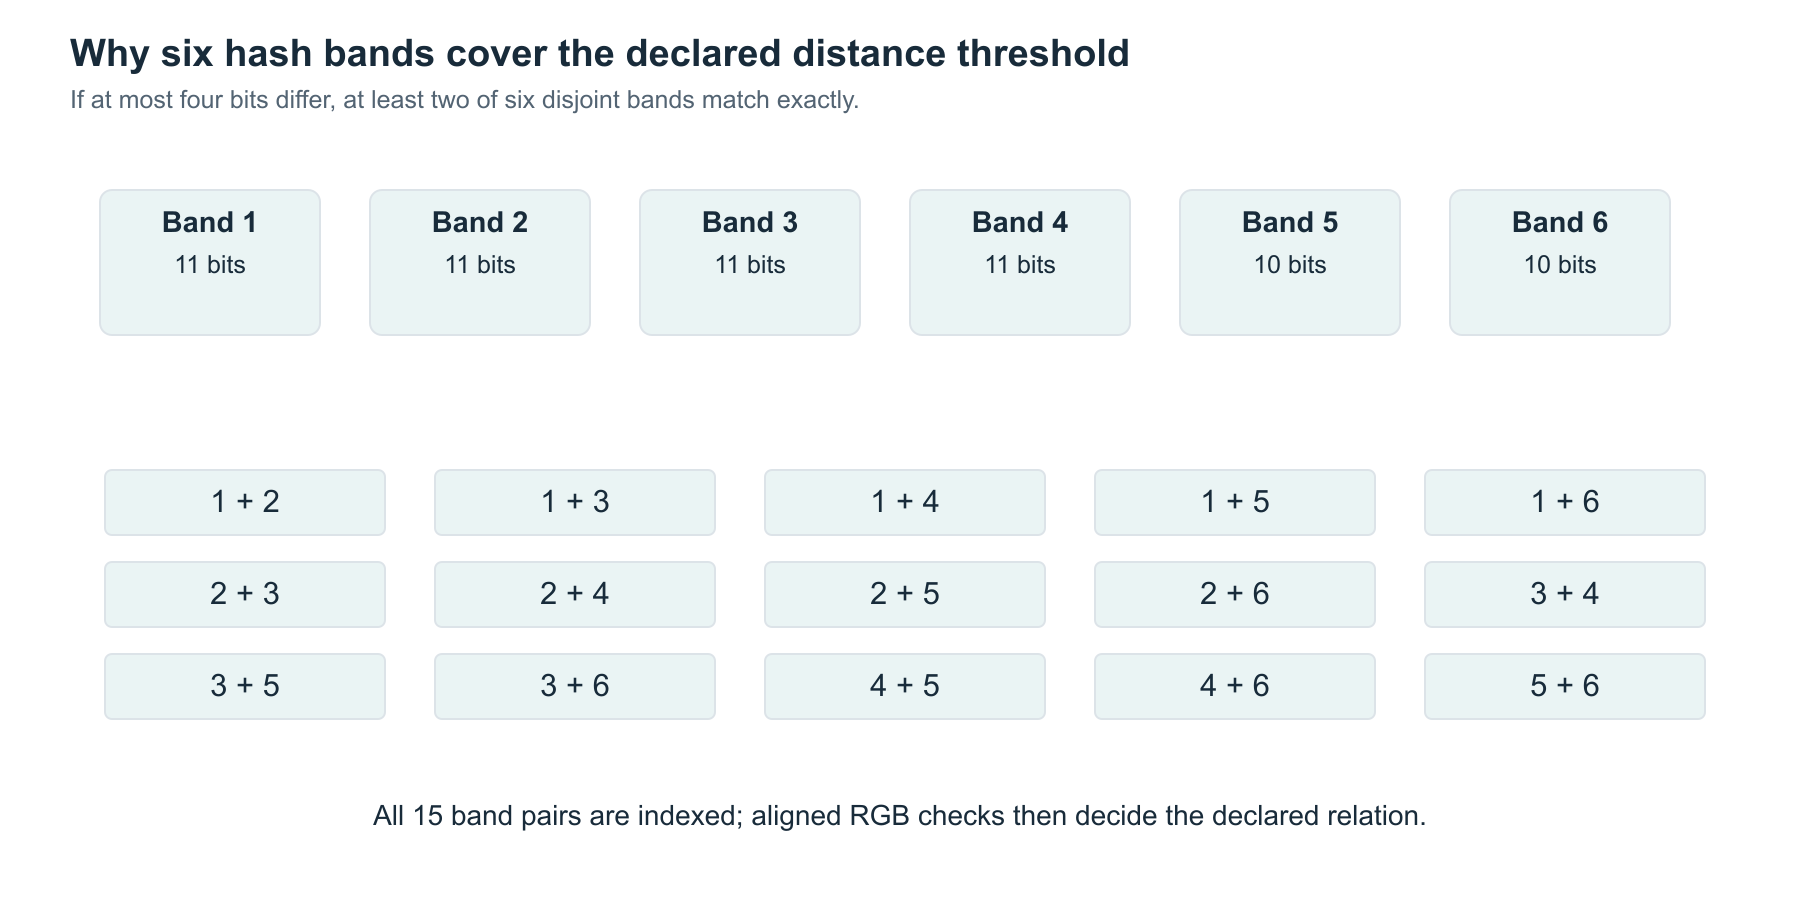 Why six hash bands cover the declared distance threshold
If at most four bits differ, at least two of six disjoint bands match exactly.
Band 1
11 bits
Band 2
11 bits
Band 3
11 bits
Band 4
11 bits
Band 5
10 bits
Band 6
10 bits
1 + 2
1 + 3
1 + 4
1 + 5
1 + 6
2 + 3
2 + 4
2 + 5
2 + 6
3 + 4
3 + 5
3 + 6
4 + 5
4 + 6
5 + 6
All 15 band pairs are indexed; aligned RGB checks then decide the declared relation.